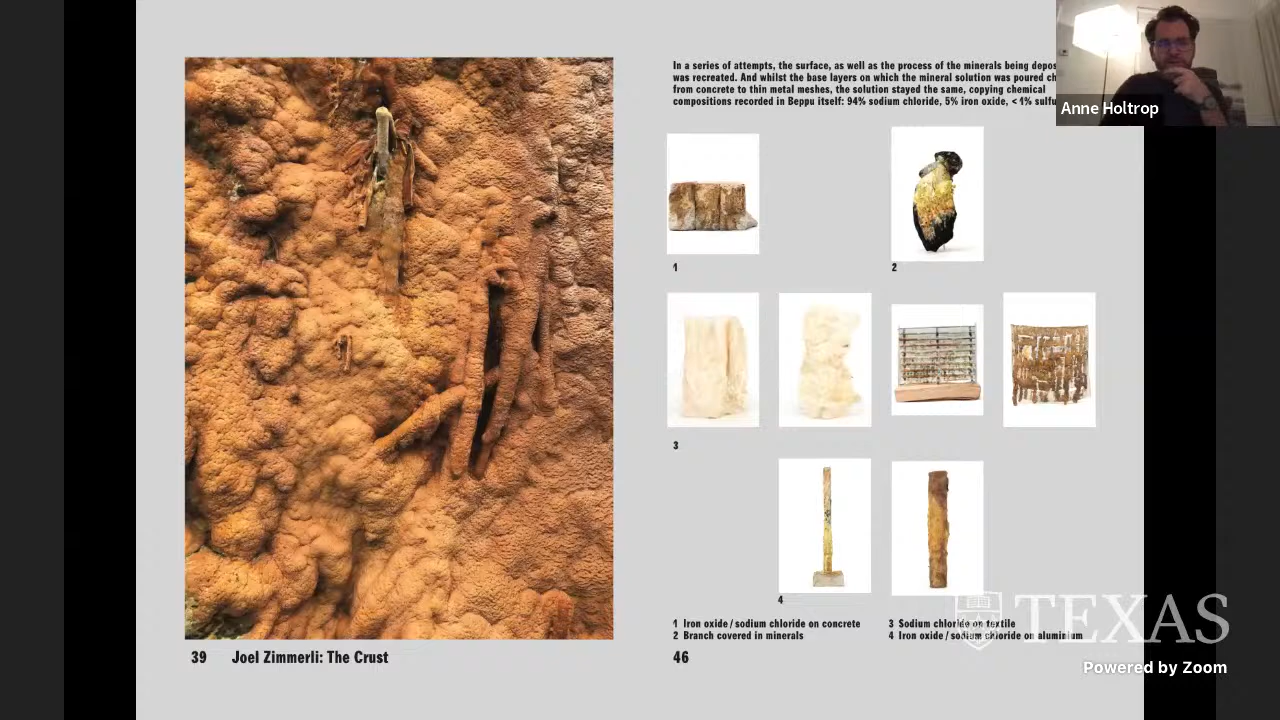 In a series of attempts, the surface, as well as the process of the minerals being
was recreated. And whilst the base layers on which the mineral solution was poured
from concrete to thin metal meshes, the solution stayed the same, copying chemical
compositions recorded in Beppu itself: 94% sodium chloride, 5% iron oxide, < 1%
Anne Holtrop
1
2
3
4
1 Iron oxide / sodium chloride on concrete
2 Branch covered in minerals
3 Sodium chloride on textile
4 Iron oxide / sodium chloride on aluminium
39 Joel Zimmerli: The Crust
46
TEXAS
Powered by Zoom